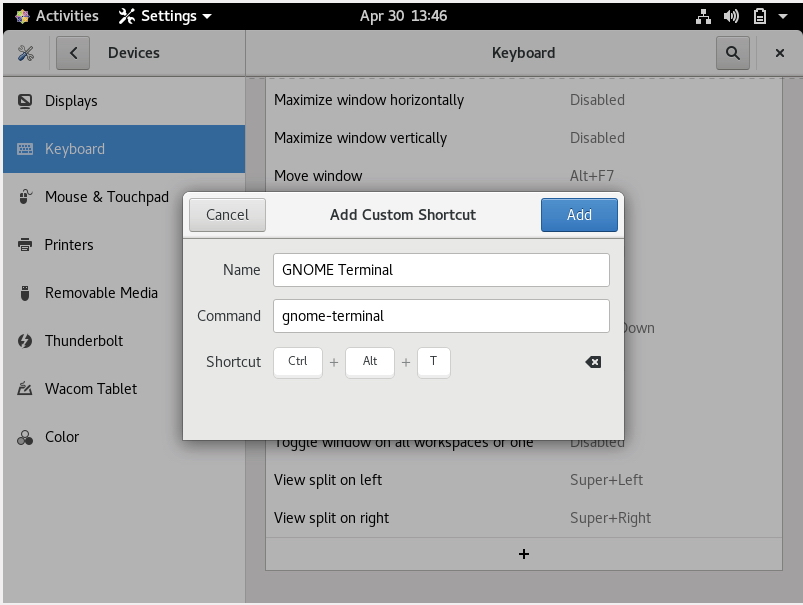 Activities Settings Apr 30 13:46
Devices Keyboard
Displays
Keyboard
Mouse & Touchpad
Printers
Removable Media
Thunderbolt
Wacom Tablet
Color
Maximize window horizontally Disabled
Maximize window vertically Disabled
Move window Alt+F7
Cancel Add Custom Shortcut Add
Name GNOME Terminal
Command gnome-terminal
Shortcut Ctrl + Alt + T
Down
Toggle window on all workspaces or one Disabled
View split on left Super+Left
View split on right Super+Right
+